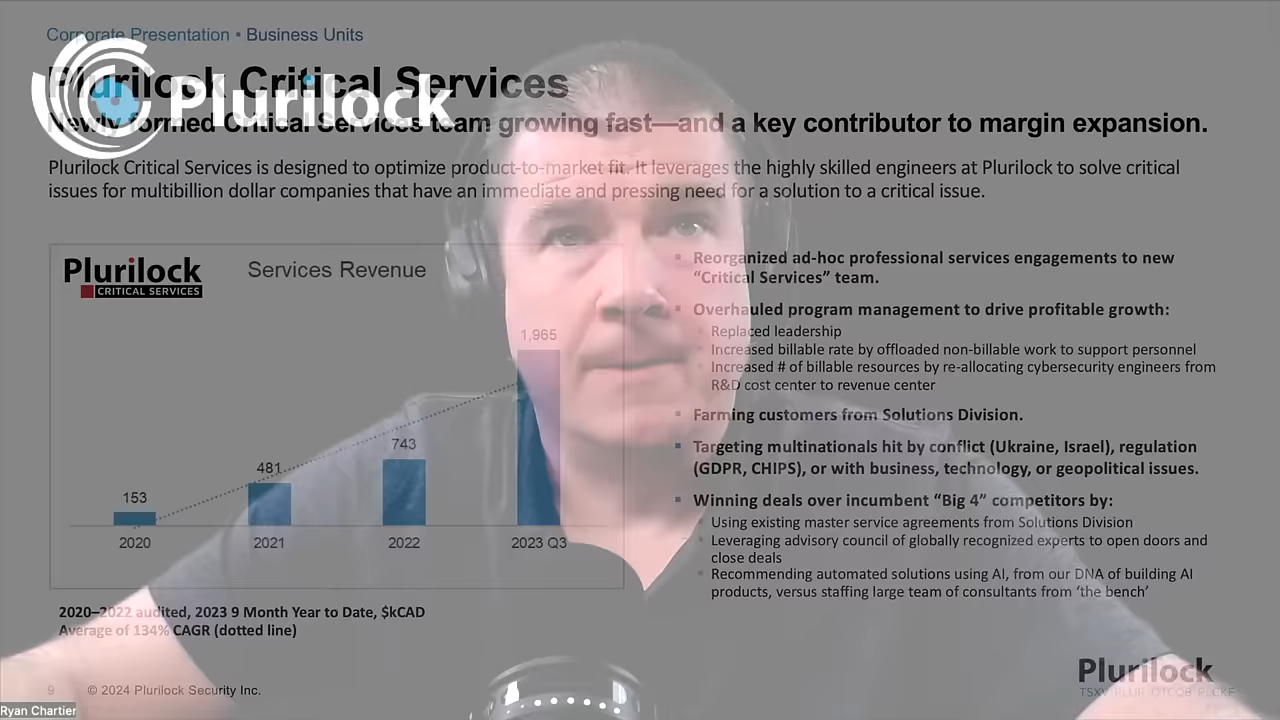 Corporate Presentation • Business Units
Plurilock Critical Services
Plurilock
Newly formed Critical Services team growing fast—and a key contributor to margin expansion.
Plurilock Critical Services is designed to optimize product-to-market fit. It leverages the highly skilled engineers at Plurilock to solve critical
issues for multibillion dollar companies that have an immediate and pressing need for a solution to a critical issue.
Plurilock
CRITICAL SERVICES
Services Revenue
1,965
743
481
153
2020
2021
2022
2023 Q3
2020–2022 audited, 2023 9 Month Year to Date, $kCAD
Average of 134% CAGR (dotted line)
▪ Reorganized ad-hoc professional services engagements to new
“Critical Services” team.
▪ Overhauled program management to drive profitable growth:
▪ Replaced leadership
▪ Increased billable rate by offloaded non-billable work to support personnel
▪ Increased # of billable resources by re-allocating cybersecurity engineers from
R&D cost center to revenue center
▪ Farming customers from Solutions Division.
▪ Targeting multinationals hit by conflict (Ukraine, Israel), regulation
(GDPR, CHIPS), or with business, technology, or geopolitical issues.
▪ Winning deals over incumbent “Big 4” competitors by:
▪ Using existing master service agreements from Solutions Division
▪ Leveraging advisory council of globally recognized experts to open doors and
close deals
▪ Recommending automated solutions using AI, from our DNA of building AI
products, versus staffing large team of consultants from ‘the bench’
9
© 2024 Plurilock Security Inc.
Plurilock
TSXV: PLUR OTCQB: PLCKF
Ryan Chartier